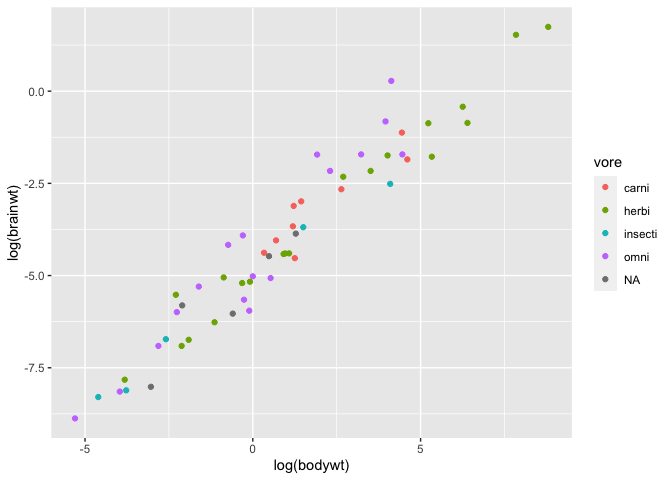 0.0
-2.5
-5.0
-7.5
log(brainwt)
-5
0
5
log(bodywt)
vore
carni
herbi
insecti
omni
NA